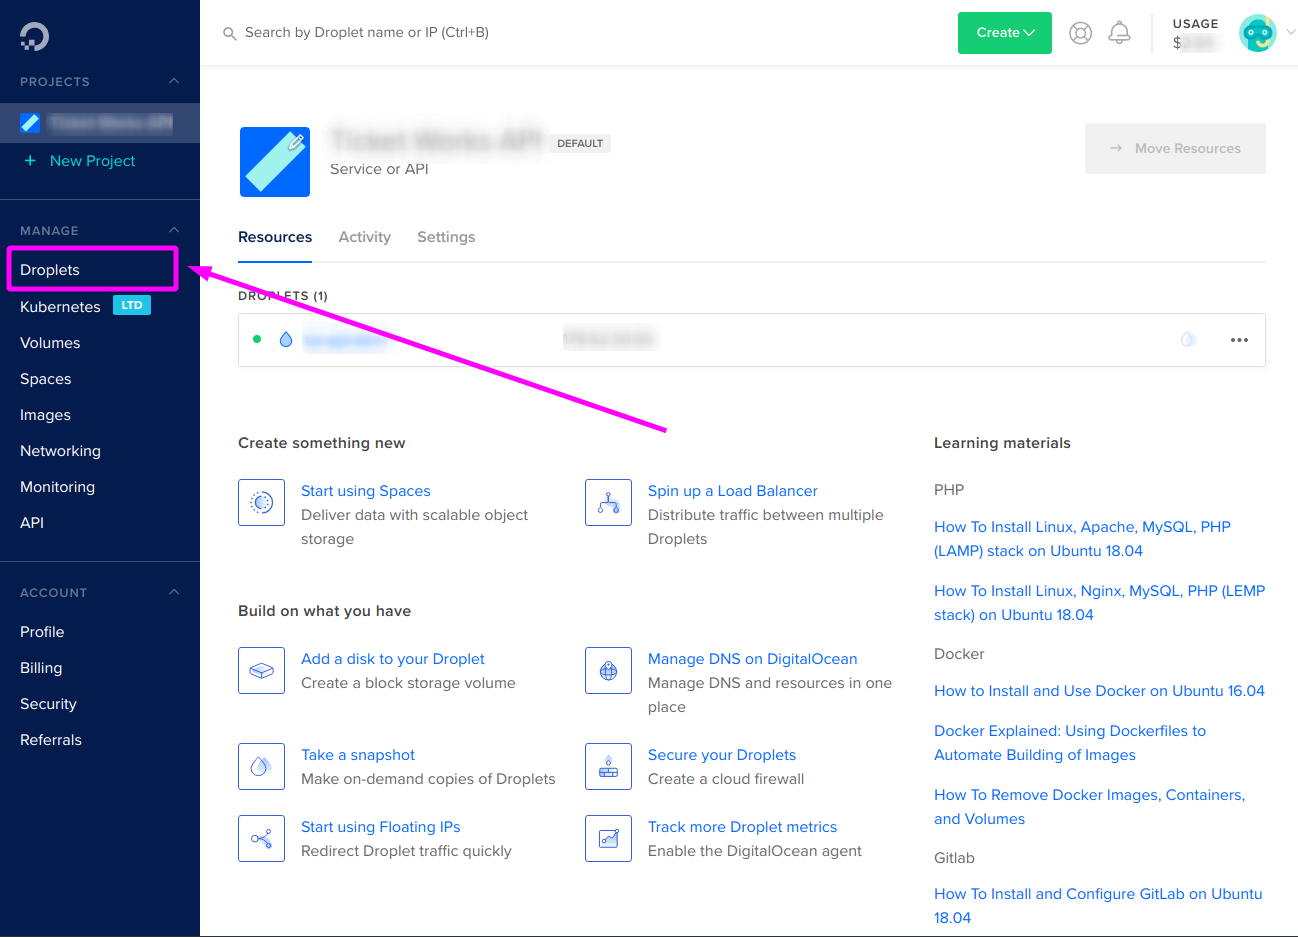 Search by Droplet name or IP (Ctrl+B)
Create
USAGE
$
PROJECTS
+ New Project
MANAGE
Droplets
Kubernetes LTD
Volumes
Spaces
Images
Networking
Monitoring
API
ACCOUNT
Profile
Billing
Security
Referrals
DEFAULT
Service or API
→ Move Resources
Resources Activity Settings
DROPLETS (1)
Create something new
Start using Spaces
Deliver data with scalable object
storage
Spin up a Load Balancer
Distribute traffic between multiple
Droplets
Build on what you have
Add a disk to your Droplet
Create a block storage volume
Manage DNS on DigitalOcean
Manage DNS and resources in one
place
Take a snapshot
Make on-demand copies of Droplets
Secure your Droplets
Create a cloud firewall
Start using Floating IPs
Redirect Droplet traffic quickly
Track more Droplet metrics
Enable the DigitalOcean agent
Learning materials
PHP
How To Install Linux, Apache, MySQL, PHP
(LAMP) stack on Ubuntu 18.04
How To Install Linux, Nginx, MySQL, PHP (LEMP
stack) on Ubuntu 18.04
Docker
How to Install and Use Docker on Ubuntu 16.04
Docker Explained: Using Dockerfiles to
Automate Building of Images
How To Remove Docker Images, Containers,
and Volumes
Gitlab
How To Install and Configure GitLab on Ubuntu
18.04